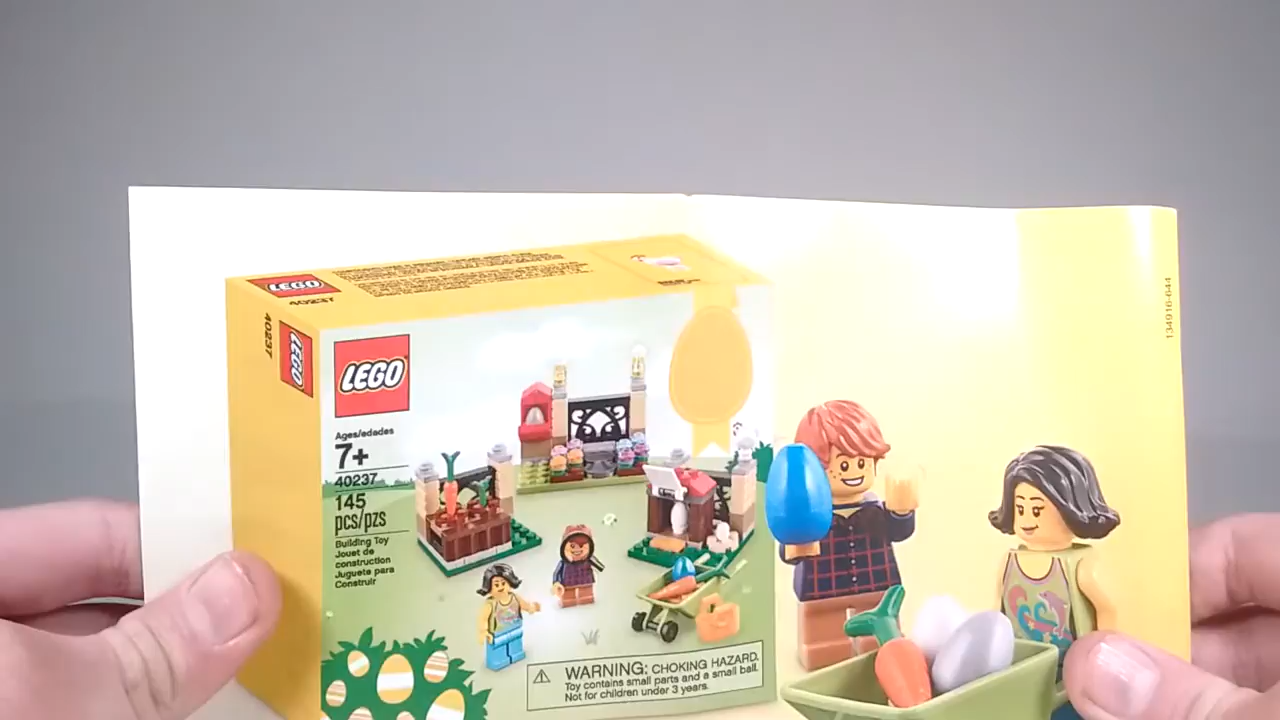 LEGO
40237
40237
LEGO
LEGO
Ages/edades
7+
40237
145
pcs/pzs
Building Toy
Jouet de
construction
Juguete para
Construir
WARNING: CHOKING HAZARD.
Toy contains small parts and a small ball.
Not for children under 3 years.